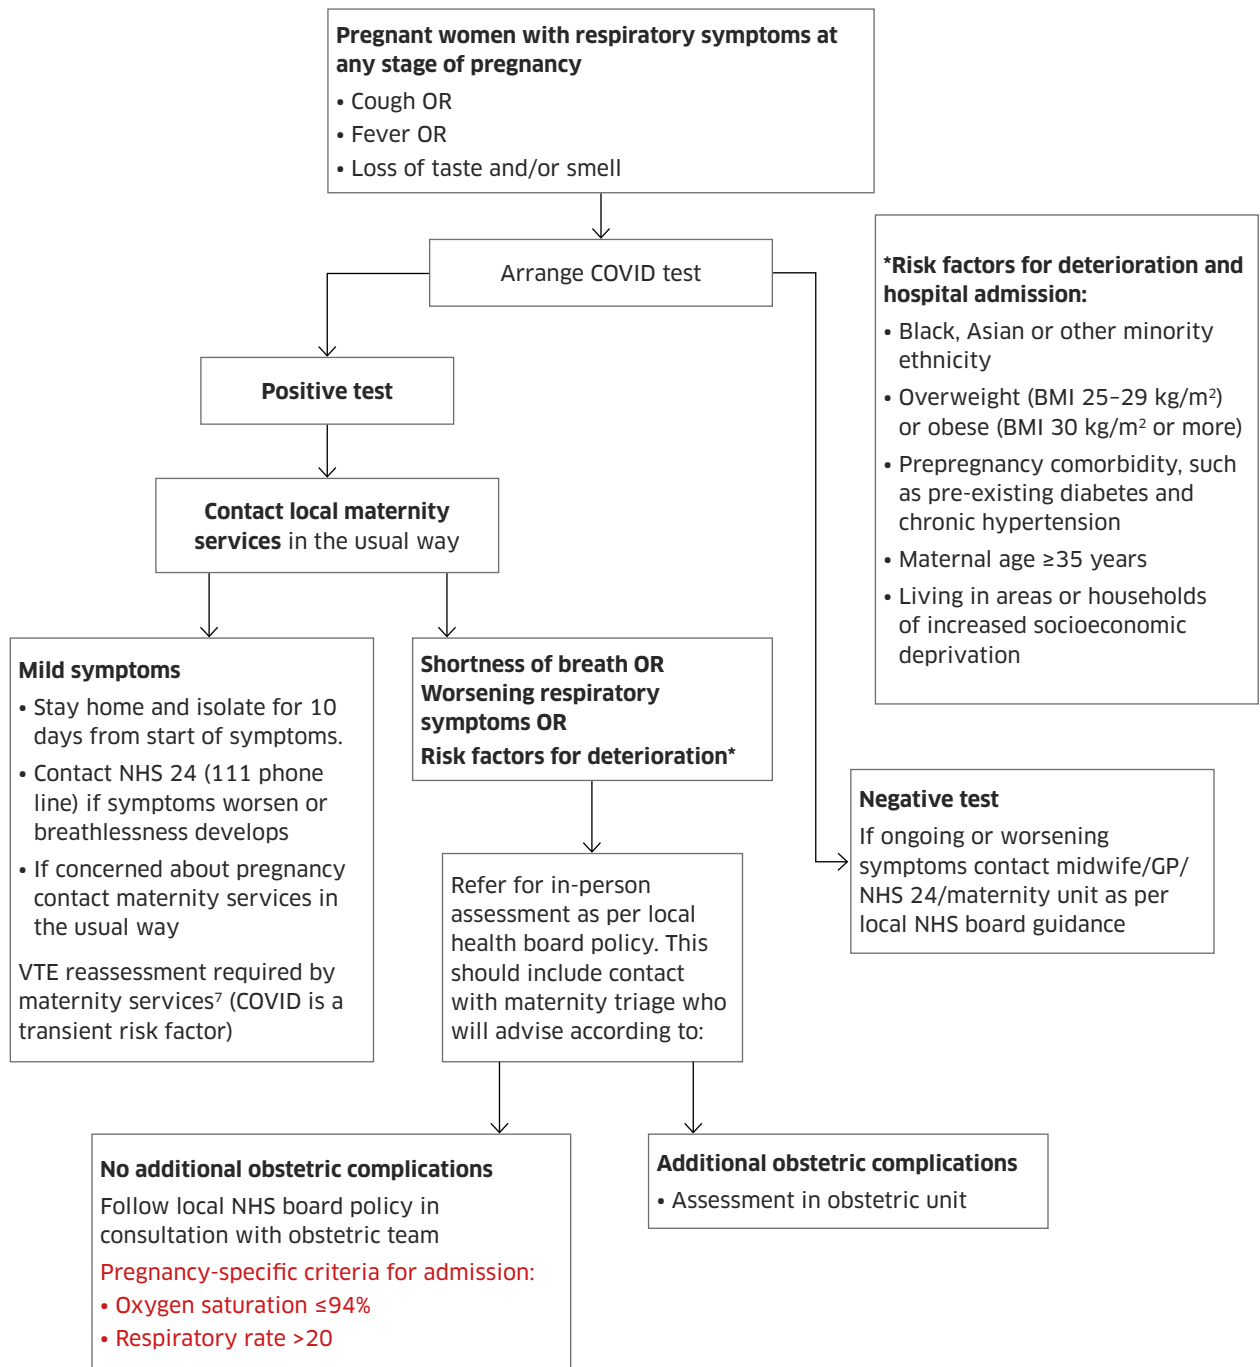 Pregnant women with respiratory symptoms at
any stage of pregnancy
• Cough OR
• Fever OR
• Loss of taste and/or smell
Arrange COVID test
*Risk factors for deterioration and
hospital admission:
• Black, Asian or other minority
ethnicity
• Overweight (BMI 25–29 kg/m²)
or obese (BMI 30 kg/m² or more)
• Prepregnancy comorbidity, such
as pre-existing diabetes and
chronic hypertension
• Maternal age ≥35 years
• Living in areas or households
of increased socioeconomic
deprivation
Positive test
Contact local maternity
services in the usual way
Mild symptoms
• Stay home and isolate for 10
days from start of symptoms.
• Contact NHS 24 (111 phone
line) if symptoms worsen or
breathlessness develops
• If concerned about pregnancy
contact maternity services in
the usual way
VTE reassessment required by
maternity services⁷ (COVID is a
transient risk factor)
Shortness of breath OR
Worsening respiratory
symptoms OR
Risk factors for deterioration*
Negative test
If ongoing or worsening
symptoms contact midwife/GP/
NHS 24/maternity unit as per
local NHS board guidance
Refer for in-person
assessment as per local
health board policy. This
should include contact
with maternity triage who
will advise according to:
No additional obstetric complications
Follow local NHS board policy in
consultation with obstetric team
Pregnancy-specific criteria for admission:
• Oxygen saturation ≤94%
• Respiratory rate >20
Additional obstetric complications
• Assessment in obstetric unit